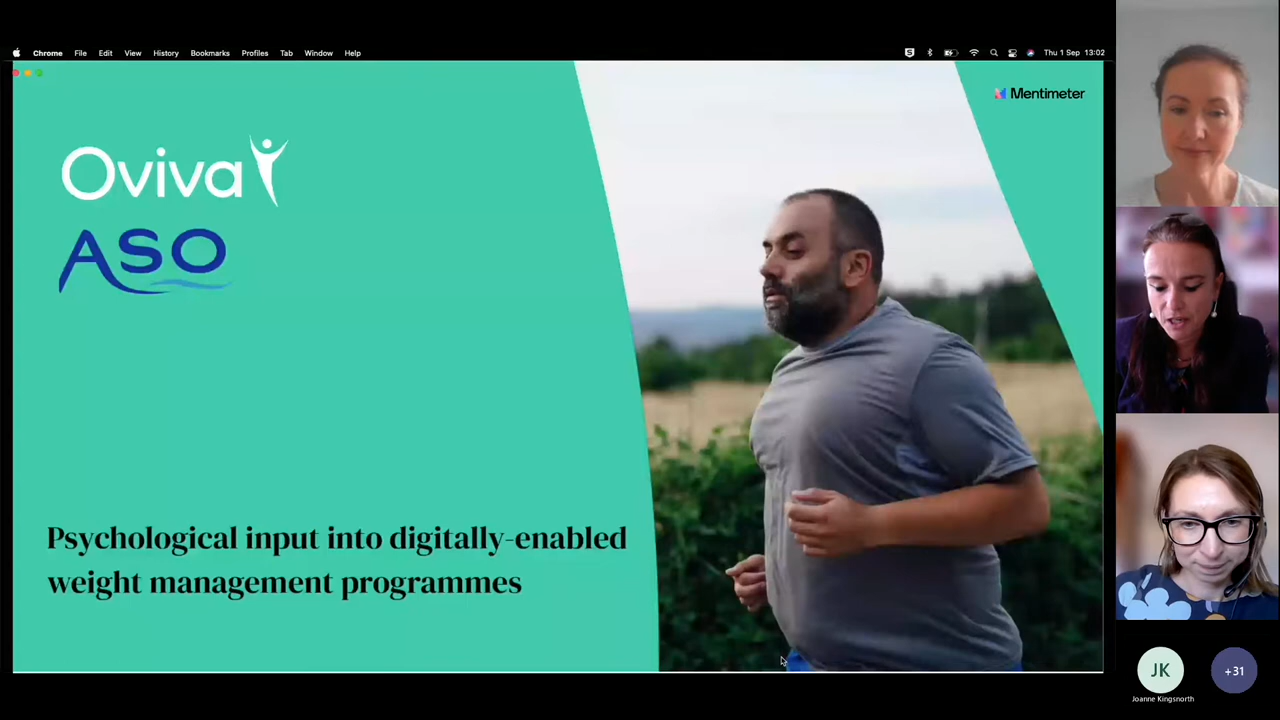 Chrome File Edit View History Bookmarks Profiles Tab Window Help
Thu 1 Sep 13:02
Mentimeter
Oviva
ASO
Psychological input into digitally-enabled
weight management programmes
JK
+31
Joanne Kingsnorth